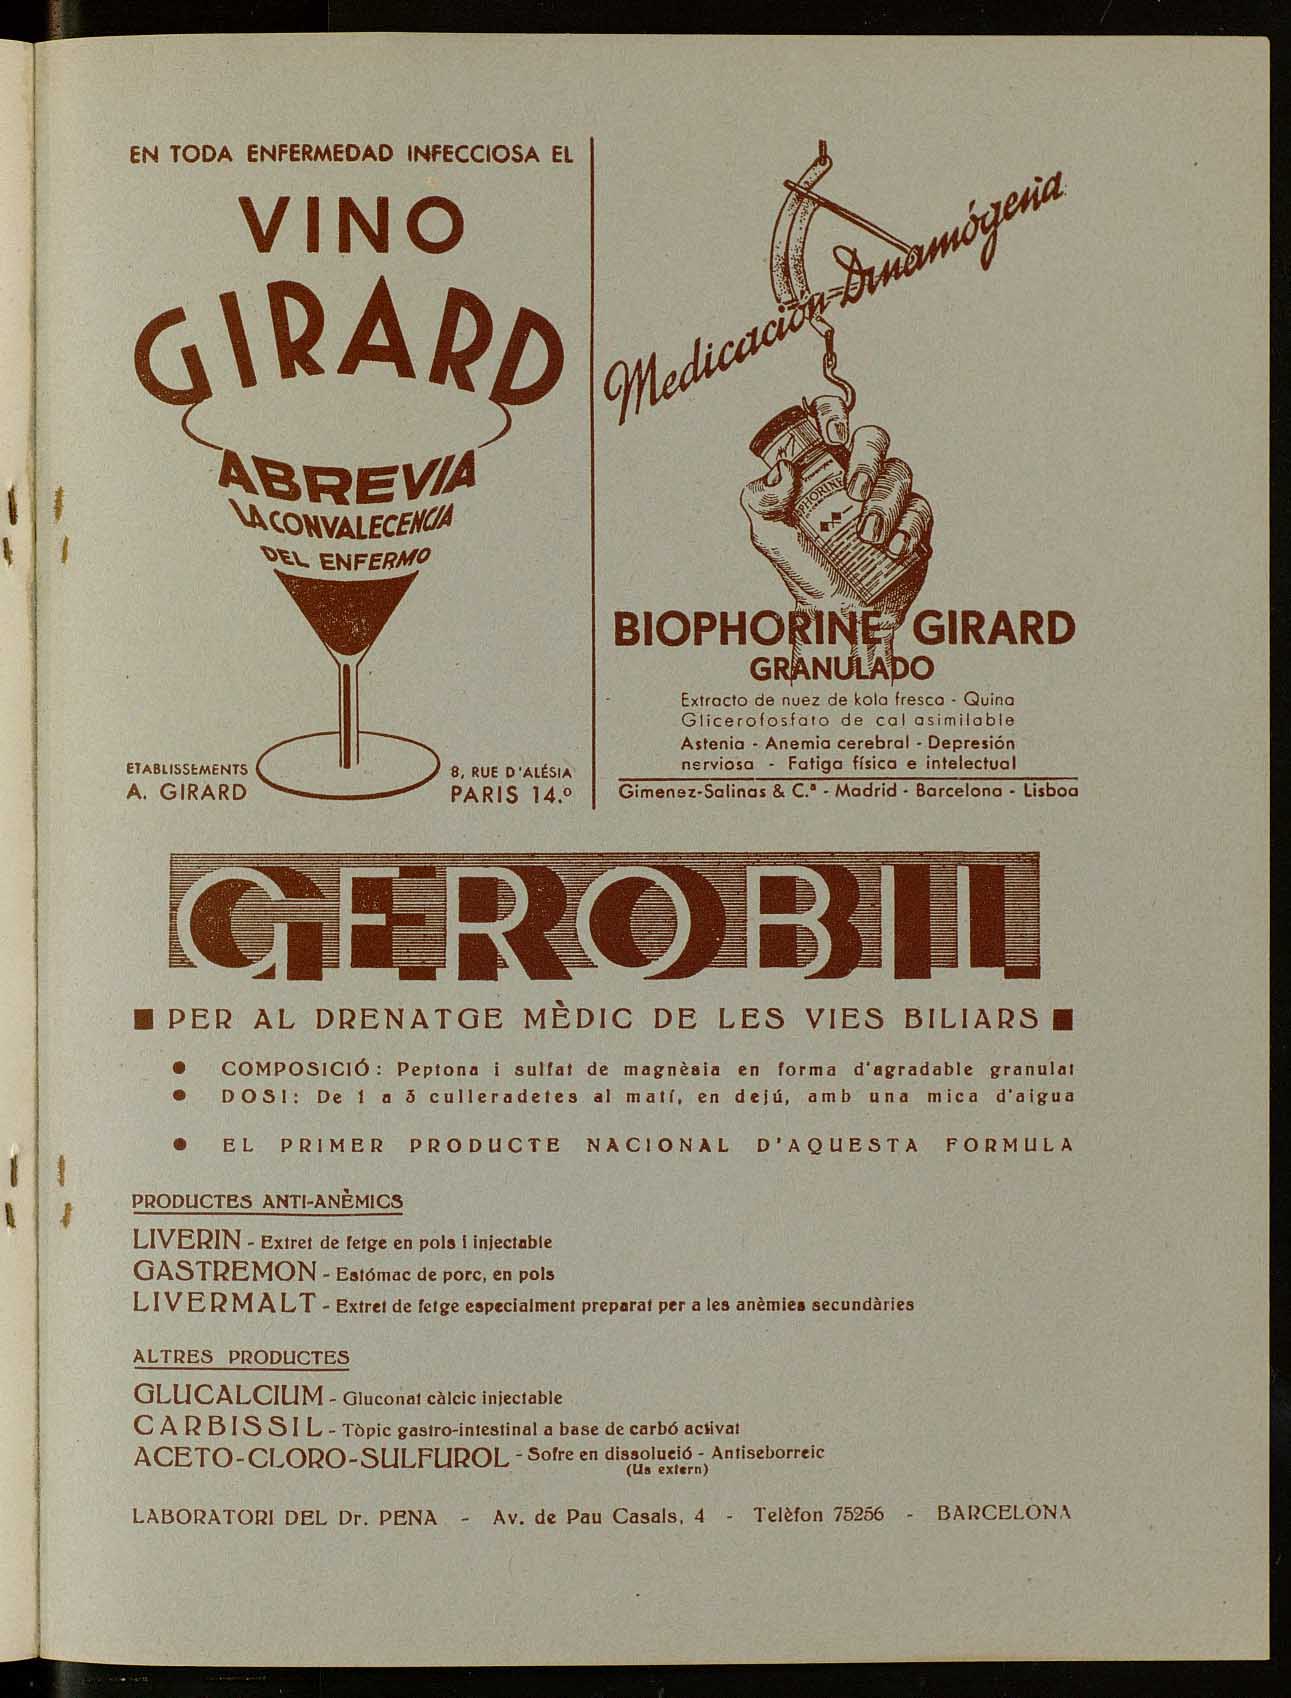 EN TODA ENFERMEDAD INFECCIOSA EL
VINO
GIRARD
ABREVIA
LA CONVALECENCIA
DEL ENFERMO
ETABLISSEMENTS
A. GIRARD
8, RUE D'ALÉSIA
PARIS 14.º
Medicación Dinamógena
PHORINE
BIOPHORINE GIRARD
GRANULADO
Extracto de nuez de kola fresca - Quina
Glicerofosfato de cal asimilable
Astenia - Anemia cerebral - Depresión
nerviosa - Fatiga física e intelectual
Gimenez-Salinas & C.ª - Madrid - Barcelona - Lisboa
GEROBIL
■ PER AL DRENATGE MÈDIC DE LES VIES BILIARS ■
● COMPOSICIÓ: Peptona i sulfat de magnèsia en forma d'agradable granulat
● DOSI: De 1 a 3 culleradetes al matí, en dejú, amb una mica d'aigua
● EL PRIMER PRODUCTE NACIONAL D'AQUESTA FORMULA
PRODUCTES ANTI-ANÈMICS
LIVERIN - Extret de fetge en pols i injectable
GASTREMON - Estómac de porc, en pols
LIVERMALT - Extret de fetge especialment preparat per a les anèmies secundàries
ALTRES PRODUCTES
GLUCALCIUM - Gluconat càlcic injectable
CARBISSIL - Tòpic gastro-intestinal a base de carbó activat
ACETO-CLORO-SULFUROL - Sofre en dissolució - Antiseborreic
(Us extern)
LABORATORI DEL Dr. PENA - Av. de Pau Casals, 4 - Telèfon 75256 - BARCELONA